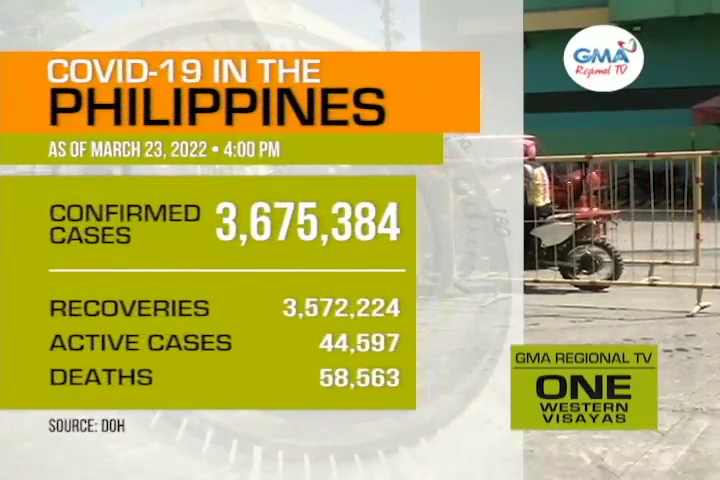 COVID-19 IN THE
PHILIPPINES
AS OF MARCH 23, 2022 • 4:00 PM
GMA
Regional TV
CONFIRMED
CASES 3,675,384
RECOVERIES 3,572,224
ACTIVE CASES 44,597
DEATHS 58,563
SOURCE: DOH
GMA REGIONAL TV
ONE
WESTERN
VISAYAS